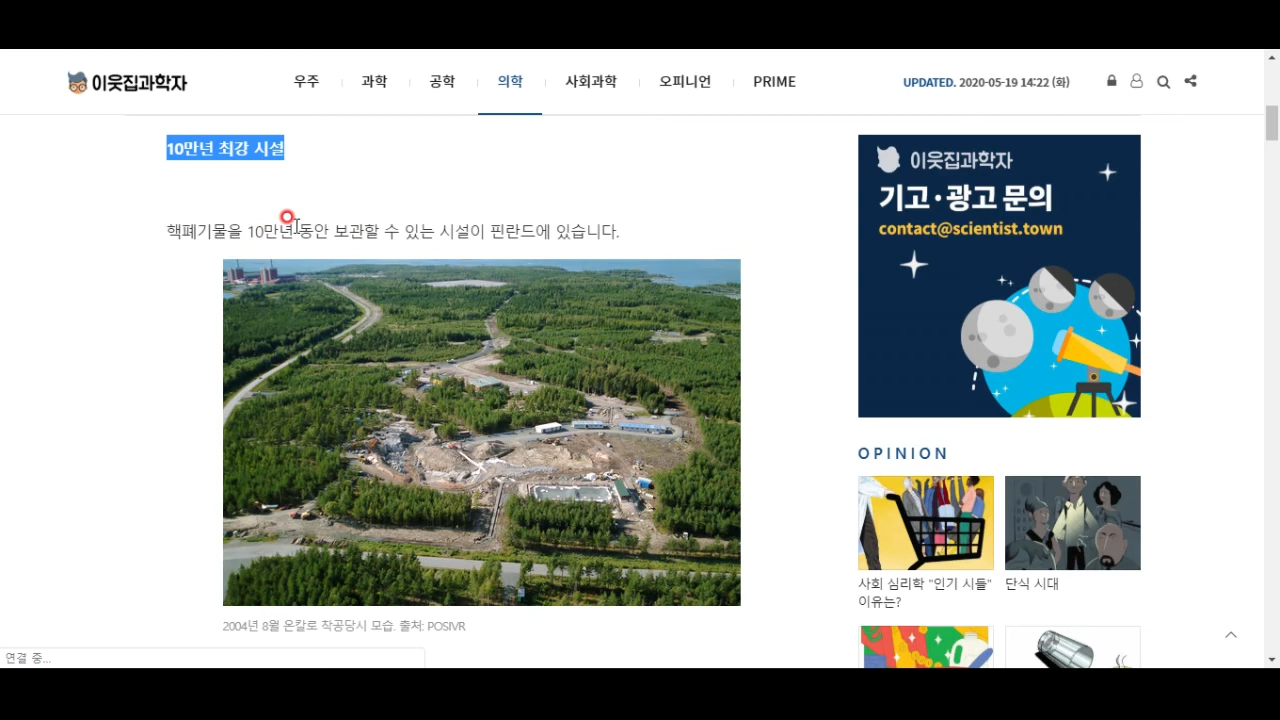 이웃집과학자
우주 과학 공학 의학 사회과학 오피니언 PRIME
UPDATED. 2020-05-19 14:22 (화)
10만년 최강 시설
핵폐기물을 10만년 동안 보관할 수 있는 시설이 핀란드에 있습니다.
2004년 8월 온칼로 착공당시 모습. 출처: POSIVR
이웃집과학자
기고·광고 문의
contact@scientist.town
OPINION
사회 심리학 "인기 시들"
이유는?
단식 시대
연결 중...